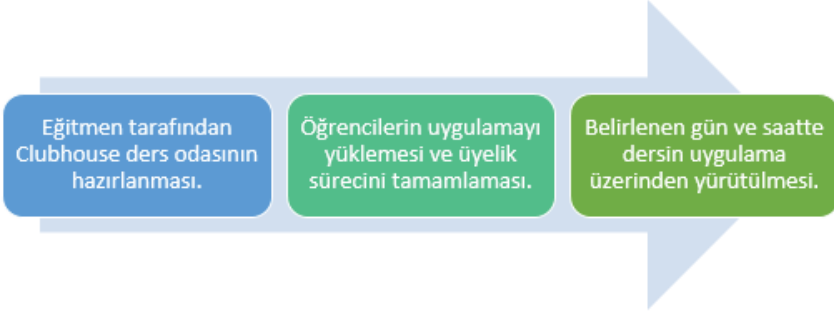 Eğitmen tarafından
Clubhouse ders odasının
hazırlanması.
Öğrencilerin uygulamayı
yüklemesi ve üyelik
sürecini tamamlaması.
Belirlenen gün ve saatte
dersin uygulama
üzerinden yürütülmesi.